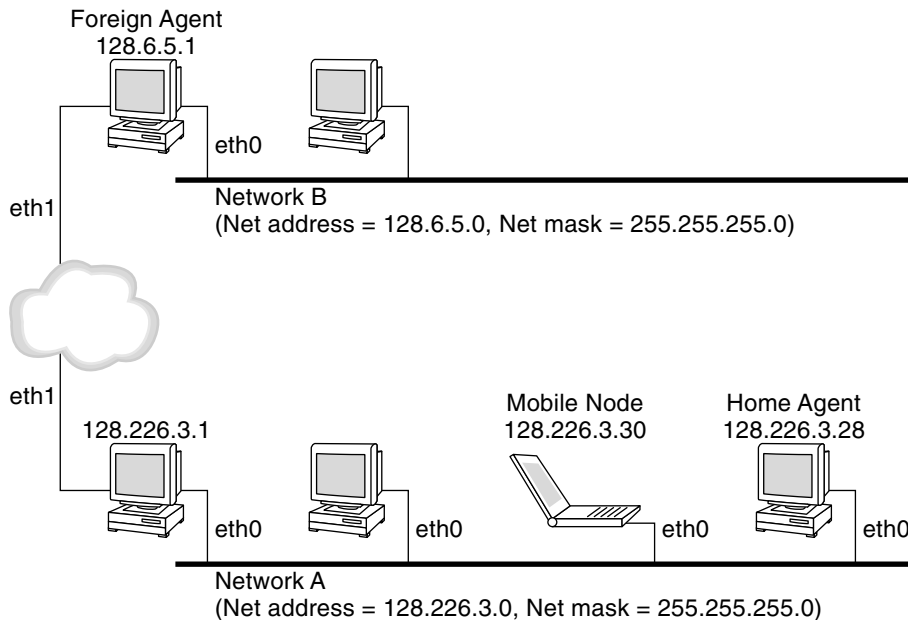 Foreign Agent
128.6.5.1
eth0
Network B
(Net address = 128.6.5.0, Net mask = 255.255.255.0)
eth1
eth1
128.226.3.1
Mobile Node
128.226.3.30
Home Agent
128.226.3.28
eth0
eth0
eth0
eth0
Network A
(Net address = 128.226.3.0, Net mask = 255.255.255.0)